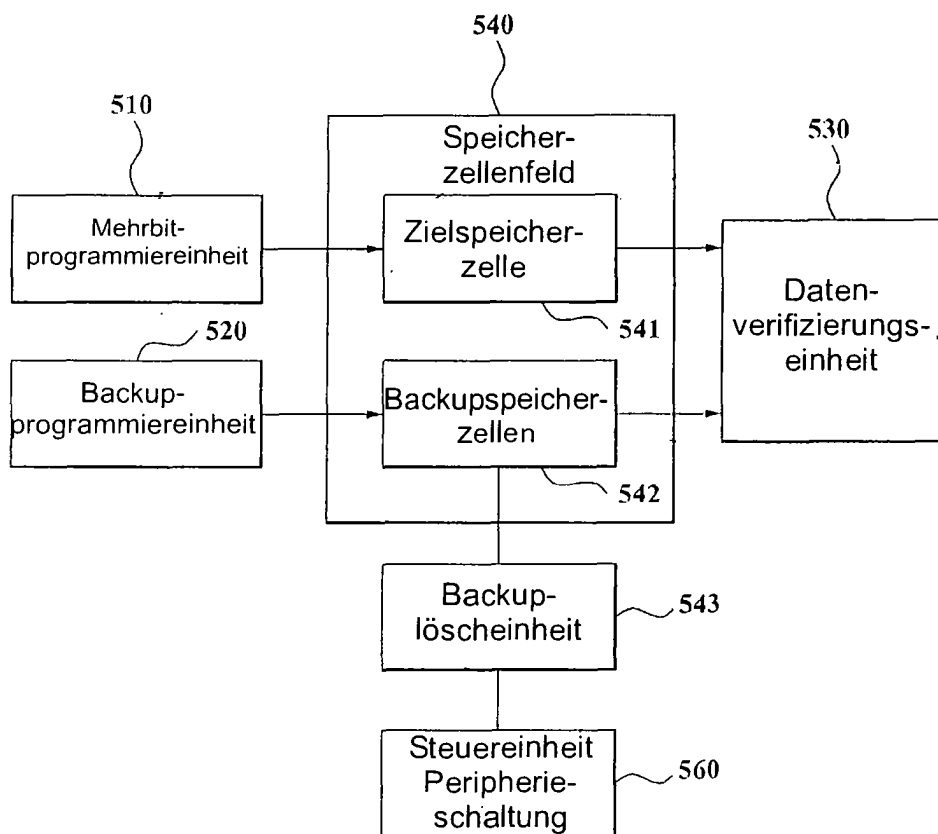 540
510
530
Speicher-
zellenfeld
Mehrbit-
programmiereinheit
Zielspeicher-
zelle
541
Daten-
verifizierungs-
einheit
520
Backup-
programmiereinheit
Backupspeicher-
zellen
542
Backup-
löscheinheit
543
Steuereinheit
Peripherie-
schaltung
560